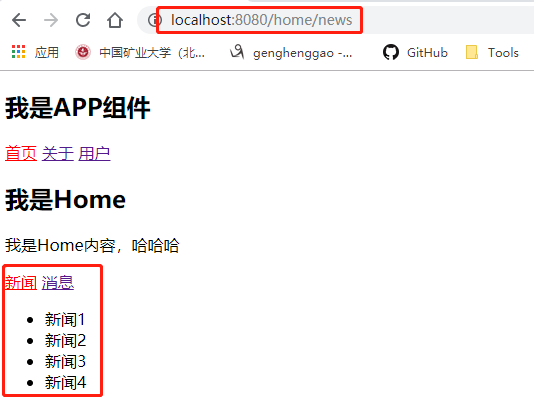 localhost:8080/home/news
应用 中国矿业大学（北... genghenggao -... GitHub Tools
我是APP组件
首页 关于 用户
我是Home
我是Home内容，哈哈哈
新闻 消息
新闻1
新闻2
新闻3
新闻4